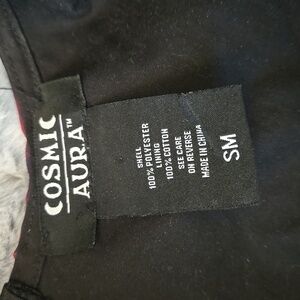 COSMIC
AURA™
SHELL
100% POLYESTER
LINING
100% COTTON
SEE CARE
ON REVERSE
MADE IN CHINA
SM